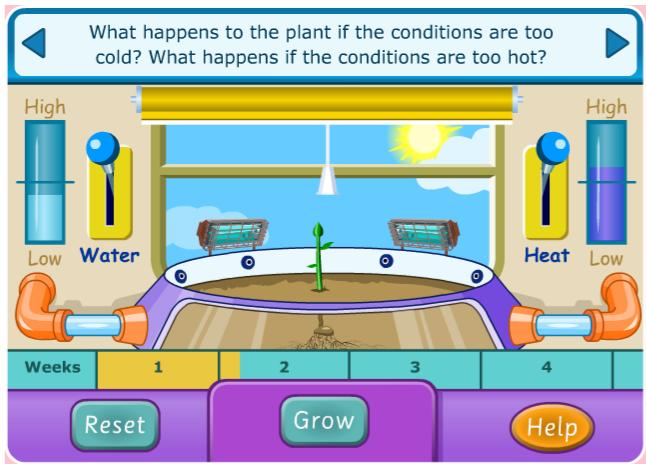 What happens to the plant if the conditions are too
cold? What happens if the conditions are too hot?
High
High
Water
Heat
Low
Low
Weeks 1 2 3 4
Reset
Grow
Help